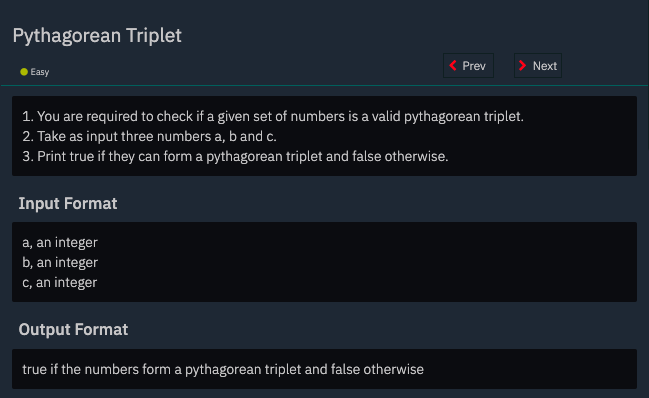 Pythagorean Triplet
Easy
Prev
Next
1. You are required to check if a given set of numbers is a valid pythagorean triplet.
2. Take as input three numbers a, b and c.
3. Print true if they can form a pythagorean triplet and false otherwise.
Input Format
a, an integer
b, an integer
c, an integer
Output Format
true if the numbers form a pythagorean triplet and false otherwise